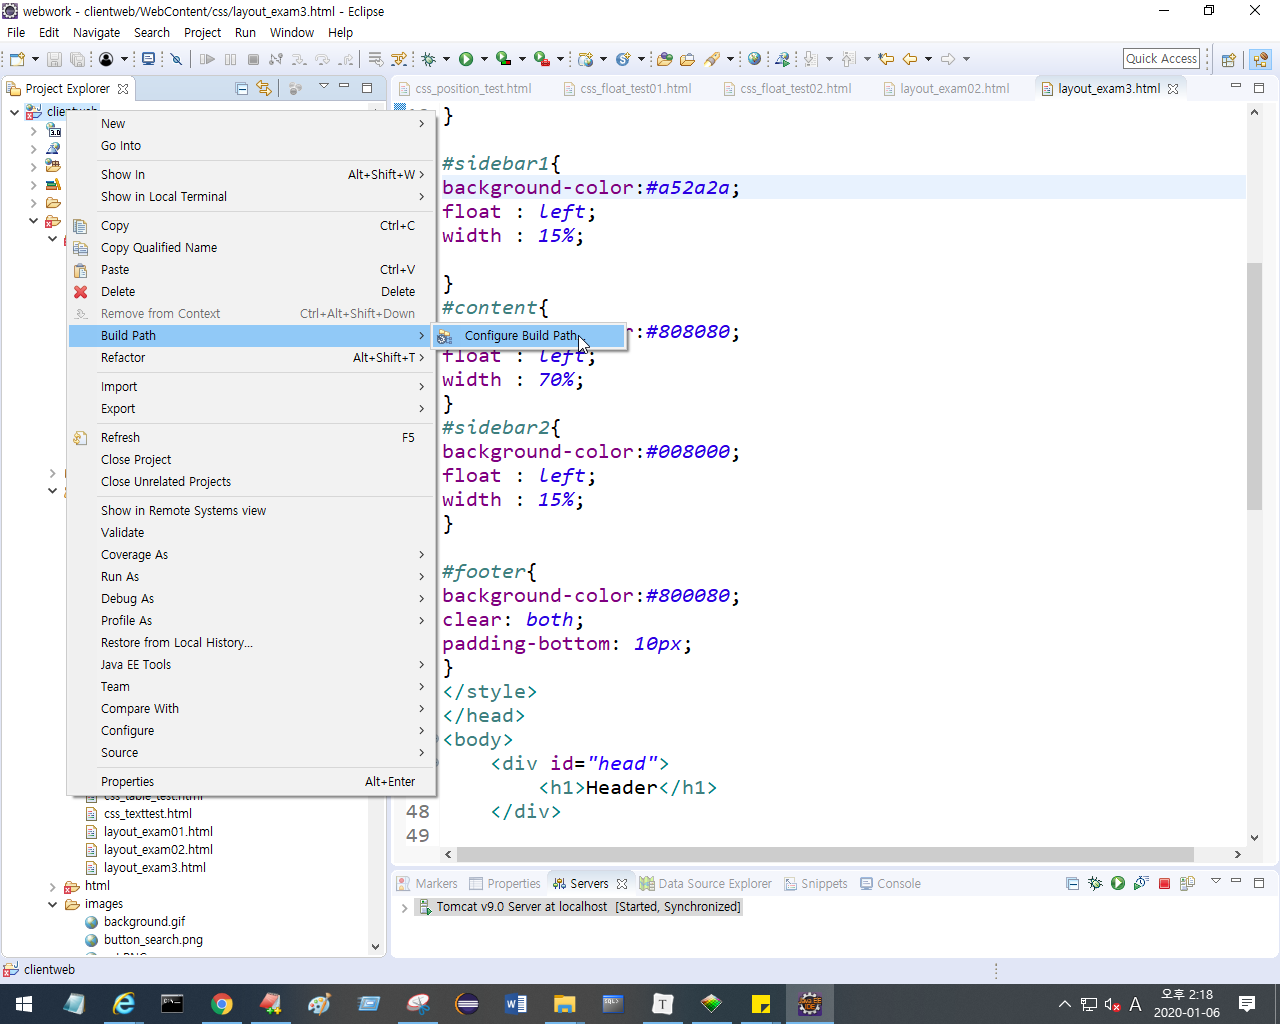 webwork - clientweb/WebContent/css/layout_exam3.html - Eclipse
File Edit Navigate Search Project Run Window Help
Quick Access
Project Explorer
css_position_test.html css_float_test01.html css_float_test02.html layout_exam02.html layout_exam3.html
clientweb
New
Go Into
Show In Alt+Shift+W
Show in Local Terminal
Copy Ctrl+C
Copy Qualified Name
Paste Ctrl+V
Delete Delete
Remove from Context Ctrl+Alt+Shift+Down
Build Path
Configure Build Path
Refactor Alt+Shift+T
Import
Export
Refresh F5
Close Project
Close Unrelated Projects
Show in Remote Systems view
Validate
Coverage As
Run As
Debug As
Profile As
Restore from Local History...
Java EE Tools
Team
Compare With
Configure
Source
Properties Alt+Enter
}
#sidebar1{
background-color:#a52a2a;
float : left;
width : 15%;
}
#content{
:#808080;
float : left;
width : 70%;
}
#sidebar2{
background-color:#008000;
float : left;
width : 15%;
}
#footer{
background-color:#800080;
clear: both;
padding-bottom: 10px;
}
</style>
</head>
<body>
<div id="head">
<h1>Header</h1>
48 </div>
49
css_table_test.html
css_texttest.html
layout_exam01.html
layout_exam02.html
layout_exam3.html
html
images
background.gif
button_search.png
Markers Properties Servers Data Source Explorer Snippets Console
Tomcat v9.0 Server at localhost [Started, Synchronized]
clientweb
A
오후 2:18
2020-01-06